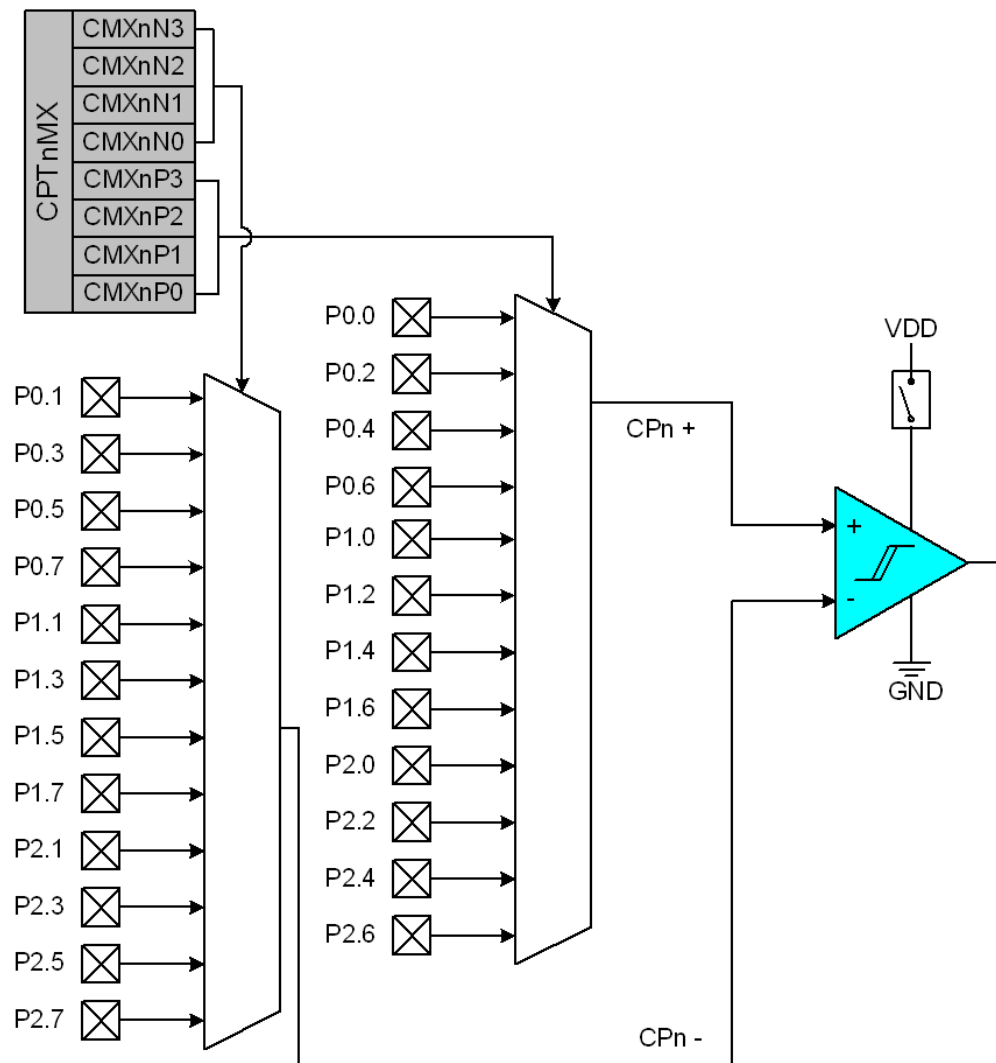 CPTnMX
CMXnN3
CMXnN2
CMXnN1
CMXnN0
CMXnP3
CMXnP2
CMXnP1
CMXnP0
P0.1
P0.3
P0.5
P0.7
P1.1
P1.3
P1.5
P1.7
P2.1
P2.3
P2.5
P2.7
P0.0
P0.2
P0.4
P0.6
P1.0
P1.2
P1.4
P1.6
P2.0
P2.2
P2.4
P2.6
CPn +
CPn -
VDD
+
-
GND